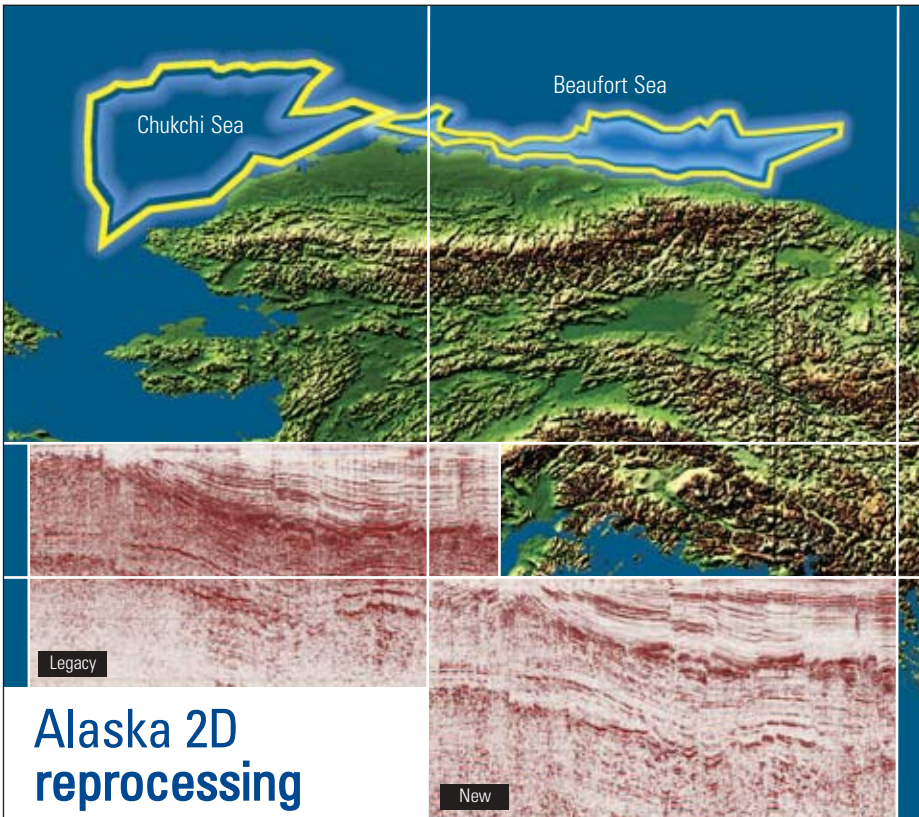 Beaufort Sea
Chukchi Sea
Legacy
Alaska 2D
reprocessing
New